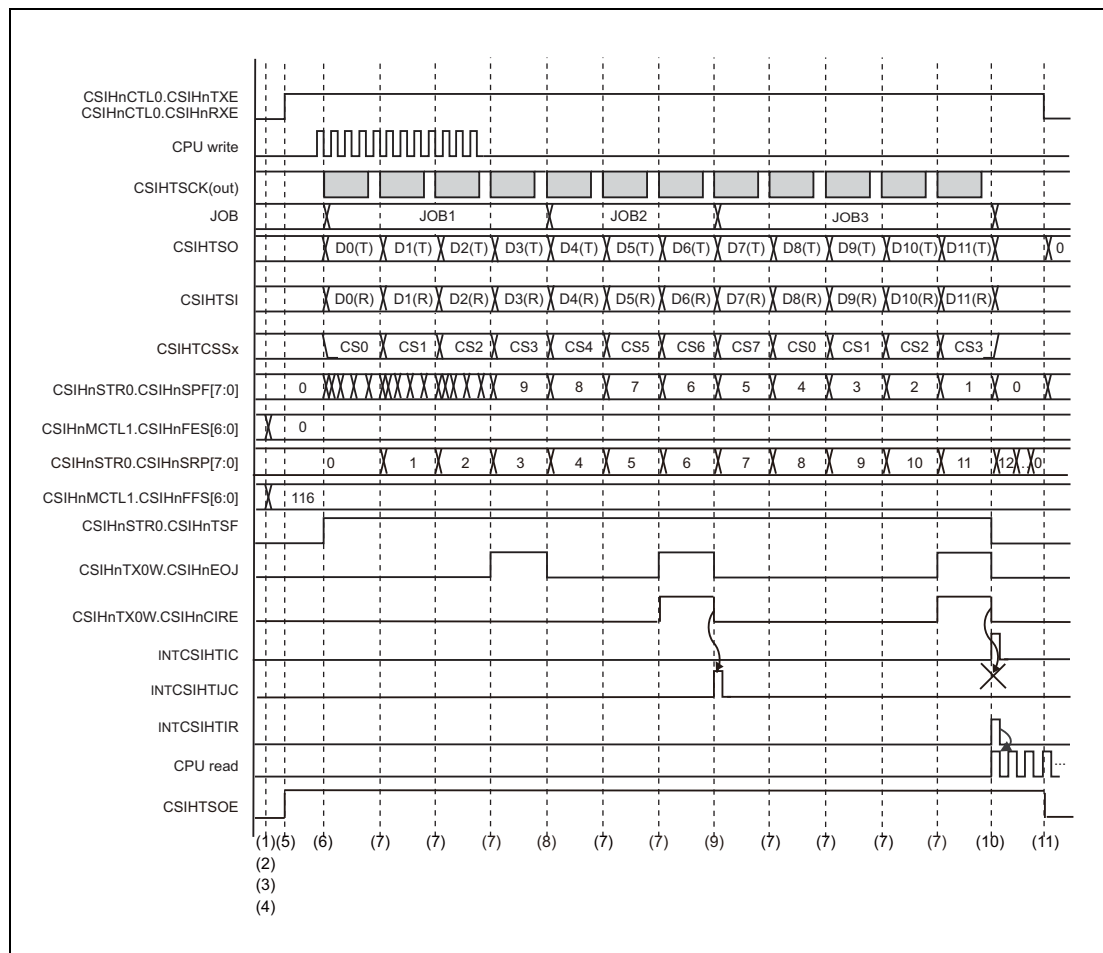 CSIHnCTL0.CSIHnTXE
CSIHnCTL0.CSIHnRXE
CPU write
CSIHTSCK(out)
JOB JOB1 JOB2 JOB3
CSIHTSO D0(T) D1(T) D2(T) D3(T) D4(T) D5(T) D6(T) D7(T) D8(T) D9(T) D10(T) D11(T) 0
CSIHTSI D0(R) D1(R) D2(R) D3(R) D4(R) D5(R) D6(R) D7(R) D8(R) D9(R) D10(R) D11(R)
CSIHTCSSx CS0 CS1 CS2 CS3 CS4 CS5 CS6 CS7 CS0 CS1 CS2 CS3
CSIHnSTR0.CSIHnSPF[7:0] 0 9 8 7 6 5 4 3 2 1 0
CSIHnMCTL1.CSIHnFES[6:0] 0
CSIHnSTR0.CSIHnSRP[7:0] 0 1 2 3 4 5 6 7 8 9 10 11 12 ... 0
CSIHnMCTL1.CSIHnFFS[6:0] 116
CSIHnSTR0.CSIHnTSF
CSIHnTX0W.CSIHnEOJ
CSIHnTX0W.CSIHnCIRE
INTCSIHTIC
INTCSIHTIJC
INTCSIHTIR
CPU read ...
CSIHTSOE
(1) (5) (6) (7) (7) (7) (8) (7) (7) (9) (7) (7) (7) (7) (10) (11)
(2)
(3)
(4)